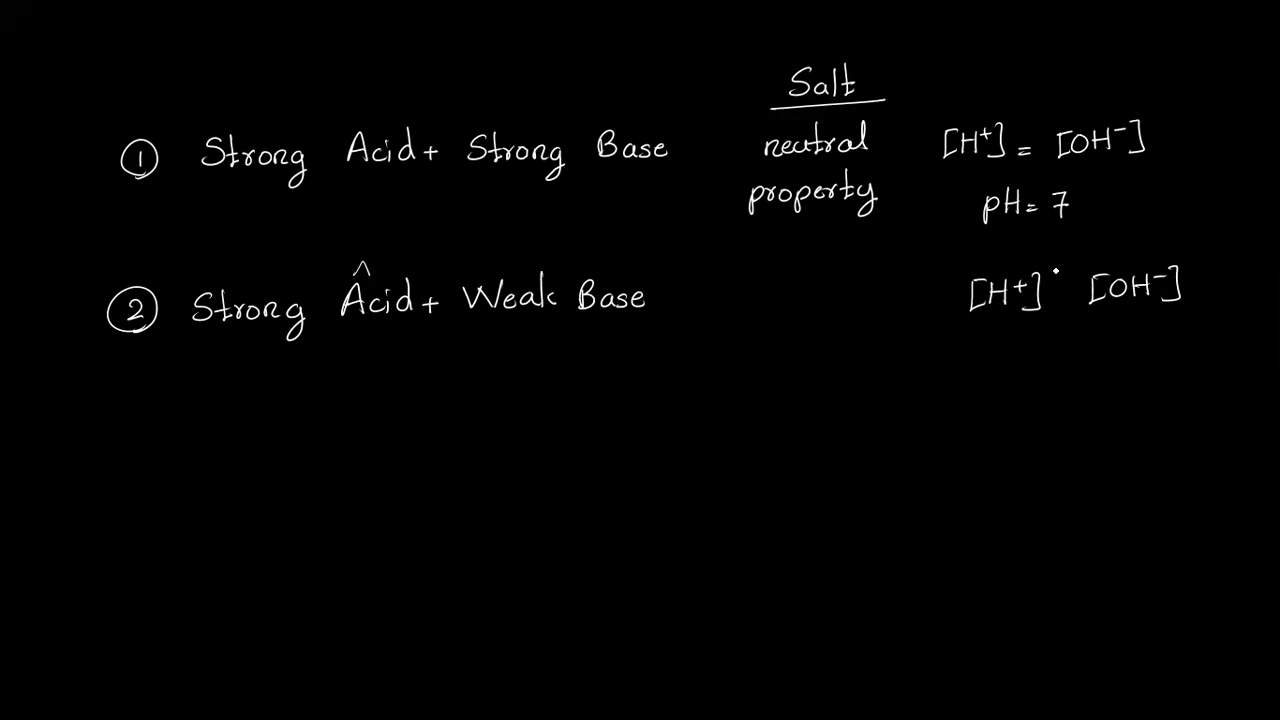 Salt
① Strong Acid + Strong Base neutral [H⁺] = [OH⁻]
property pH = 7
② Strong Acid + Weak Base [H⁺] [OH⁻]